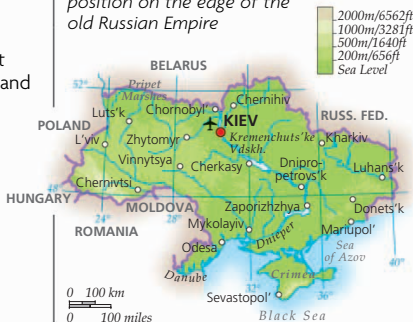 position on the edge of the
old Russian Empire
t
and
2000m/6562ft
1000m/3281ft
500m/1640ft
200m/656ft
Sea Level
BELARUS
52°
Pripet
Marshes
Chornobyl'
Chernihiv
Luts'k
KIEV
RUSS. FED.
POLAND
L'viv
Zhytomyr
Kremenchuts'ke
Vdskh.
Kharkiv
Vinnytsya
Cherkasy
Dnipro-
petrovs'k
Luhans'k
Chernivtsi
48°
HUNGARY
MOLDOVA
Zaporizhzhya
Donets'k
24°
28°
ROMANIA
Mykolayiv
Dnieper
Mariupol'
Odesa
Sea
of Azov
40°
Danube
Crimea
32°
36°
Sevastopol'
Black Sea
0 100 km
0 100 miles